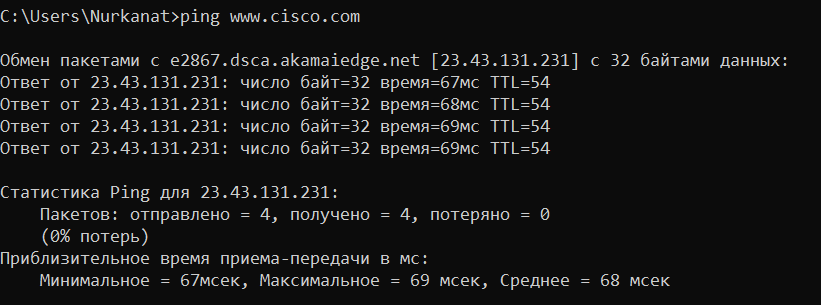 C:\Users\Nurkanat>ping www.cisco.com
Обмен пакетами с e2867.dsca.akamaiedge.net [23.43.131.231] с 32 байтами данных:
Ответ от 23.43.131.231: число байт=32 время=67мс TTL=54
Ответ от 23.43.131.231: число байт=32 время=68мс TTL=54
Ответ от 23.43.131.231: число байт=32 время=69мс TTL=54
Ответ от 23.43.131.231: число байт=32 время=69мс TTL=54
Статистика Ping для 23.43.131.231:
Пакетов: отправлено = 4, получено = 4, потеряно = 0
(0% потерь)
Приблизительное время приема-передачи в мс:
Минимальное = 67мсек, Максимальное = 69 мсек, Среднее = 68 мсек